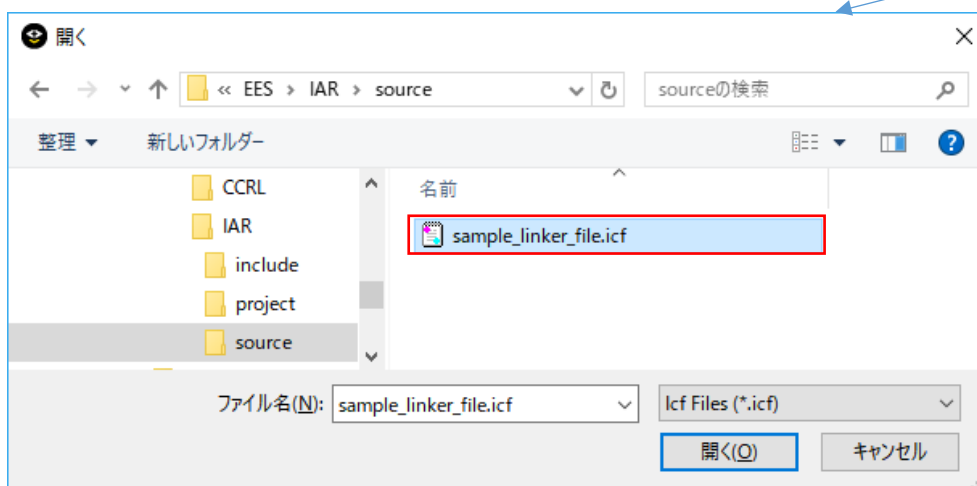 開く
« EES › IAR › source
sourceの検索
整理
新しいフォルダー
CCRL
IAR
include
project
source
名前
sample_linker_file.icf
ファイル名(N):
sample_linker_file.icf
Icf Files (*.icf)
開く(O)
キャンセル